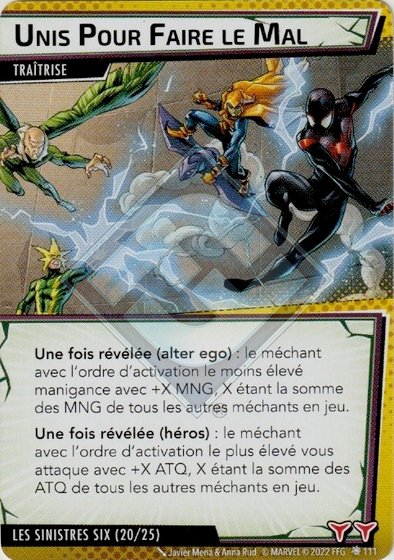 UNIS POUR FAIRE LE MAL
TRAÎTRISE
Une fois révélée (alter ego) : le méchant
avec l'ordre d'activation le moins élevé
manigance avec +X MNG, X étant la somme
des MNG de tous les autres méchants en jeu.
Une fois révélée (héros) : le méchant
avec l'ordre d'activation le plus élevé vous
attaque avec +X ATQ, X étant la somme des
ATQ de tous les autres méchants en jeu.
LES SINISTRES SIX (20/25)
Javier Mena & Anna Rud © MARVEL © 2022 FFG 111